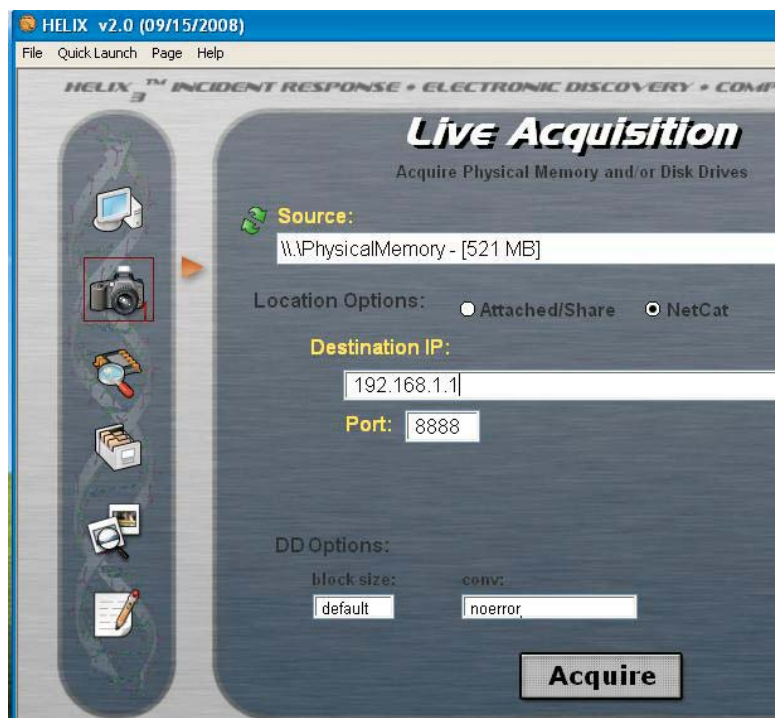 HELIX v2.0 (09/15/2008)
File Quick Launch Page Help
HELIX3™ INCIDENT RESPONSE • ELECTRONIC DISCOVERY •
Live Acquisition
Acquire Physical Memory and/or Disk Drives
Source:
\\.\PhysicalMemory - [521 MB]
Location Options: Attached/Share NetCat
Destination IP:
192.168.1.1
Port: 8888
DD Options:
block size: conv:
default noerror,
Acquire